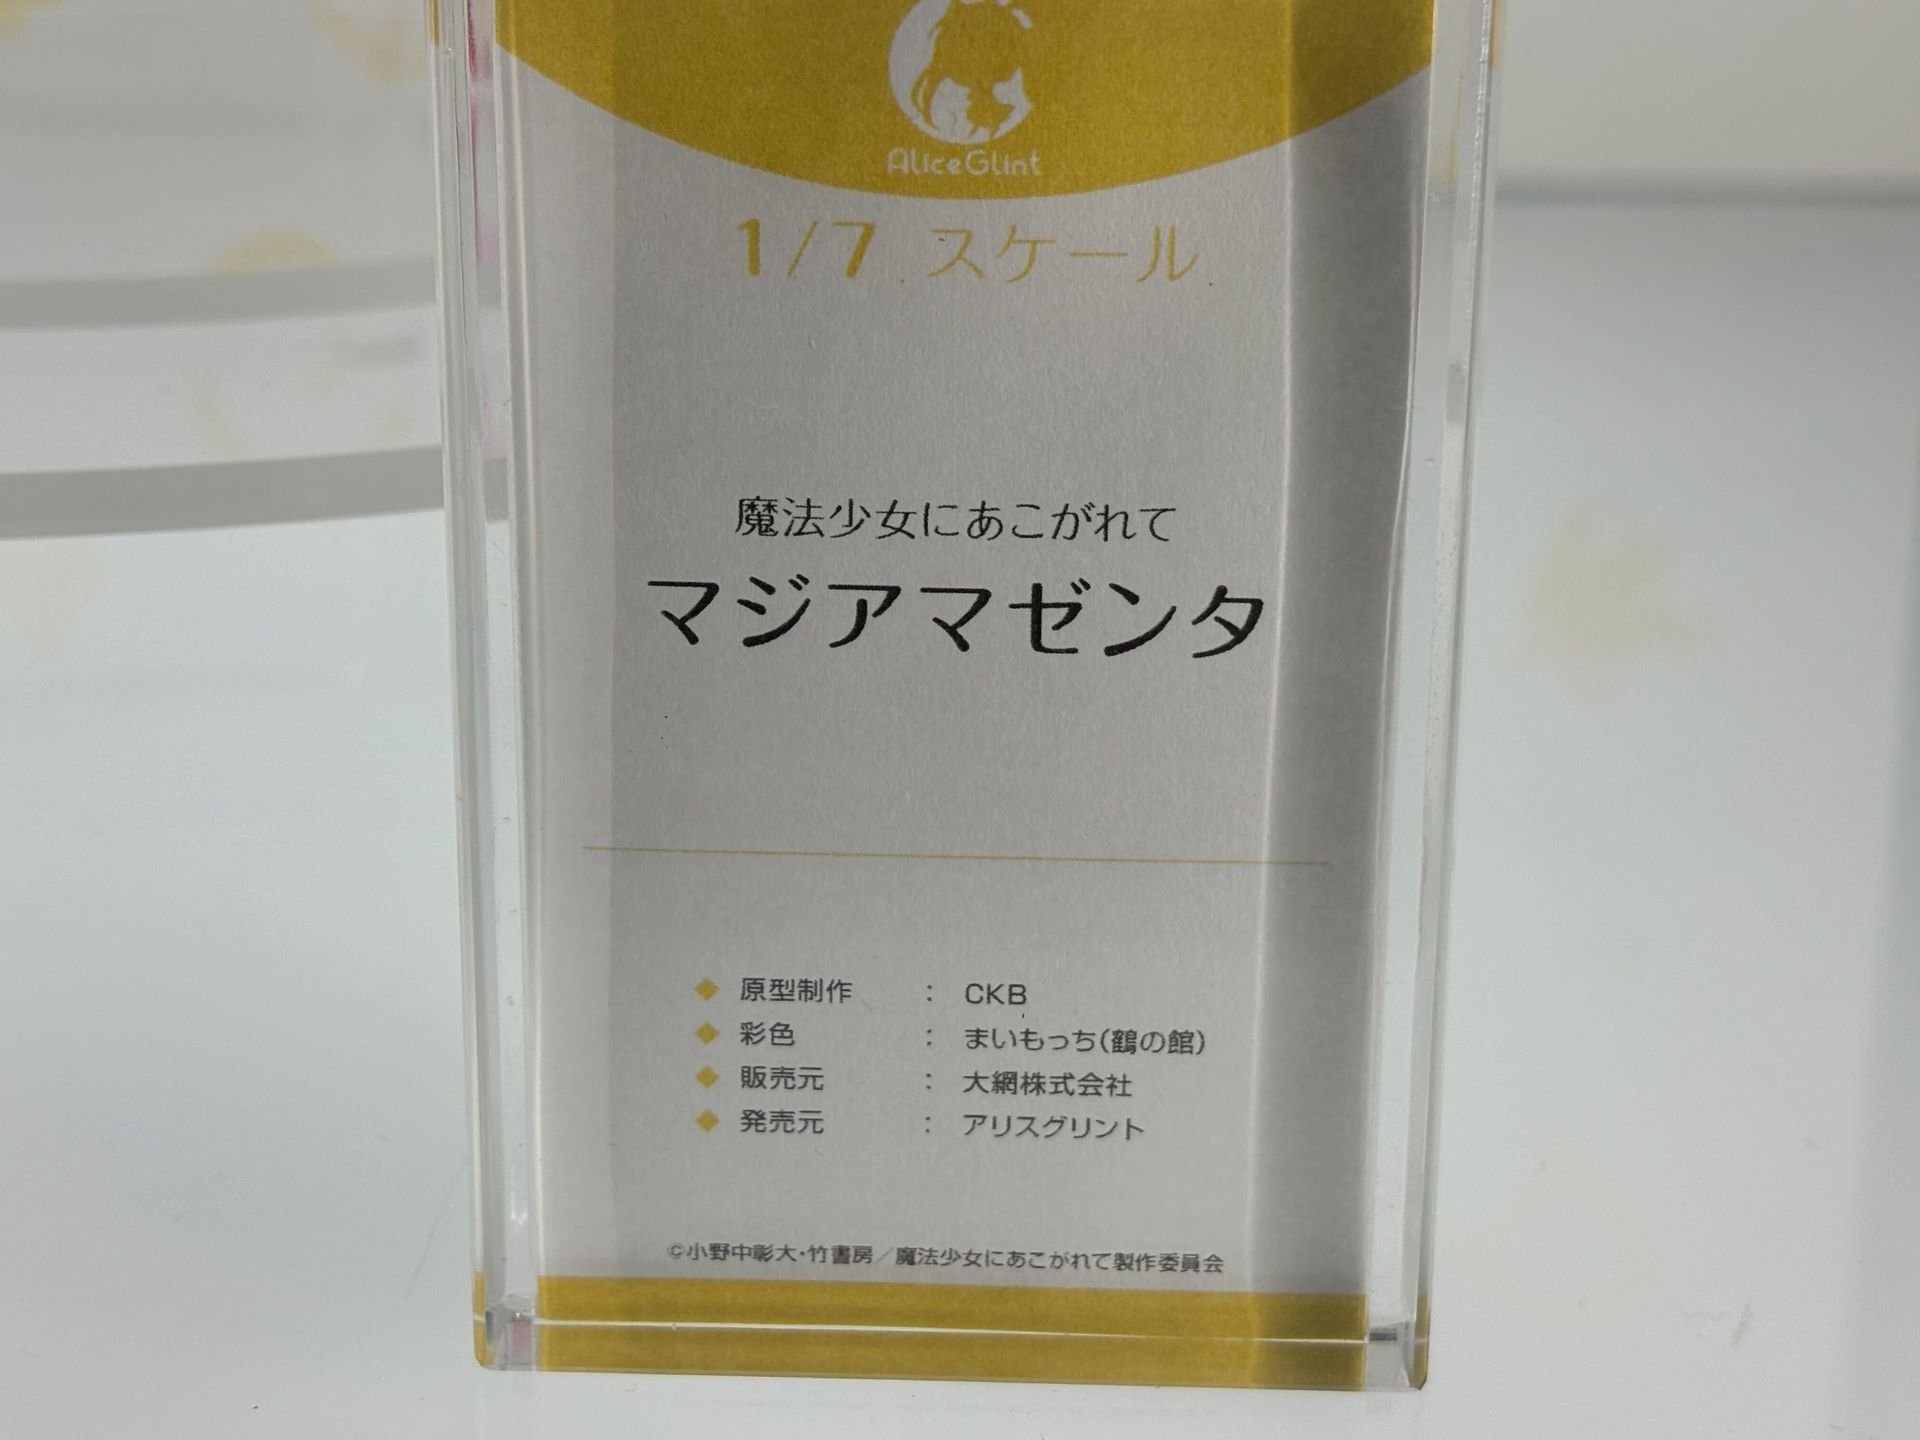 AliceGlint
1/7 スケール
魔法少女にあこがれて
マジアマゼンタ
◆ 原型制作 : CKB
◆ 彩色 : まいもっち(鶴の館)
◆ 販売元 : 大網株式会社
◆ 発売元 : アリスグリント
©小野中彰大・竹書房／魔法少女にあこがれて製作委員会